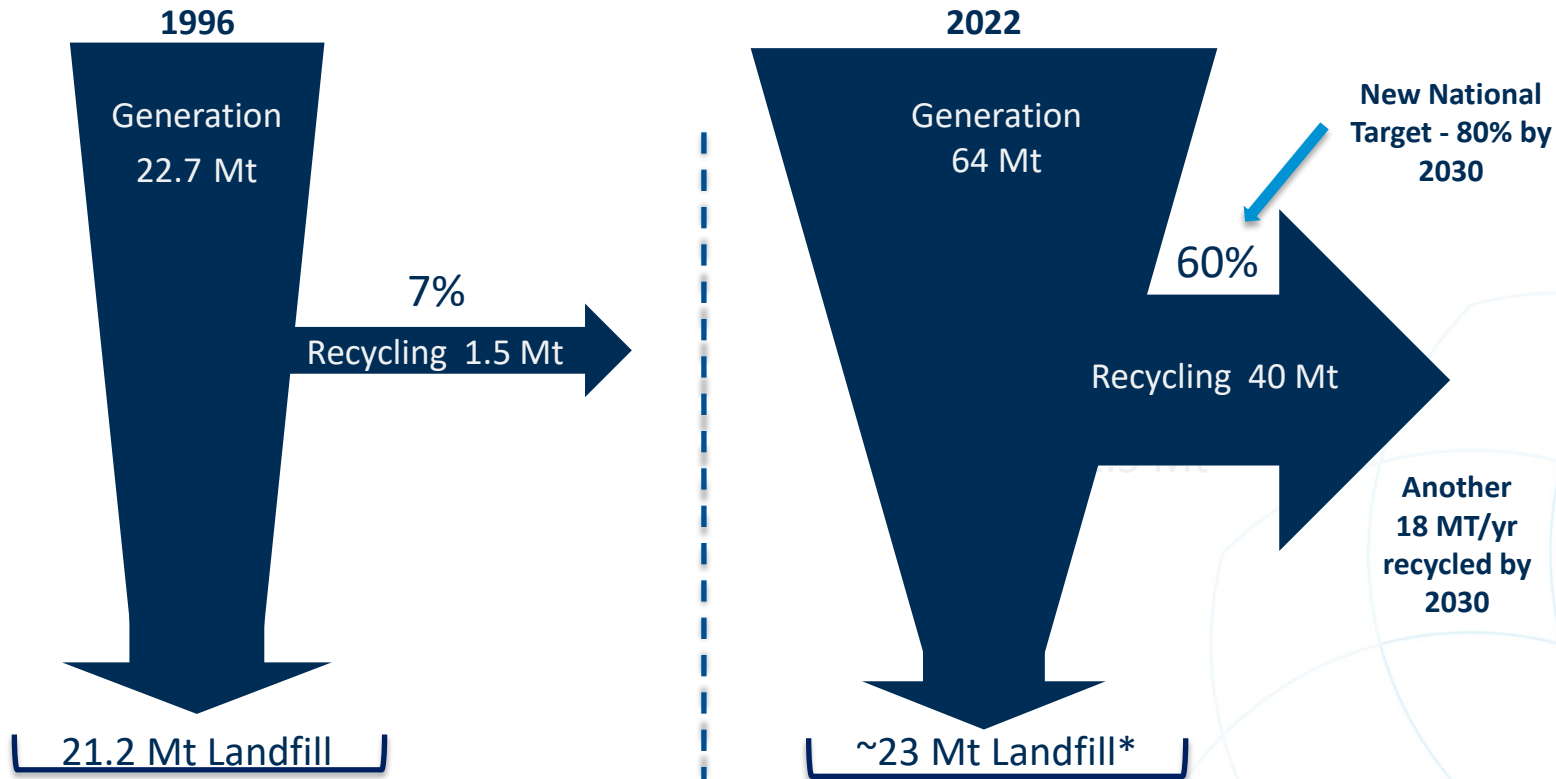 1996
Generation
22.7 Mt
7%
Recycling 1.5 Mt
21.2 Mt Landfill
2022
Generation
64 Mt
New National
Target - 80% by
2030
60%
Recycling 40 Mt
Another
18 MT/yr
recycled by
2030
~23 Mt Landfill*